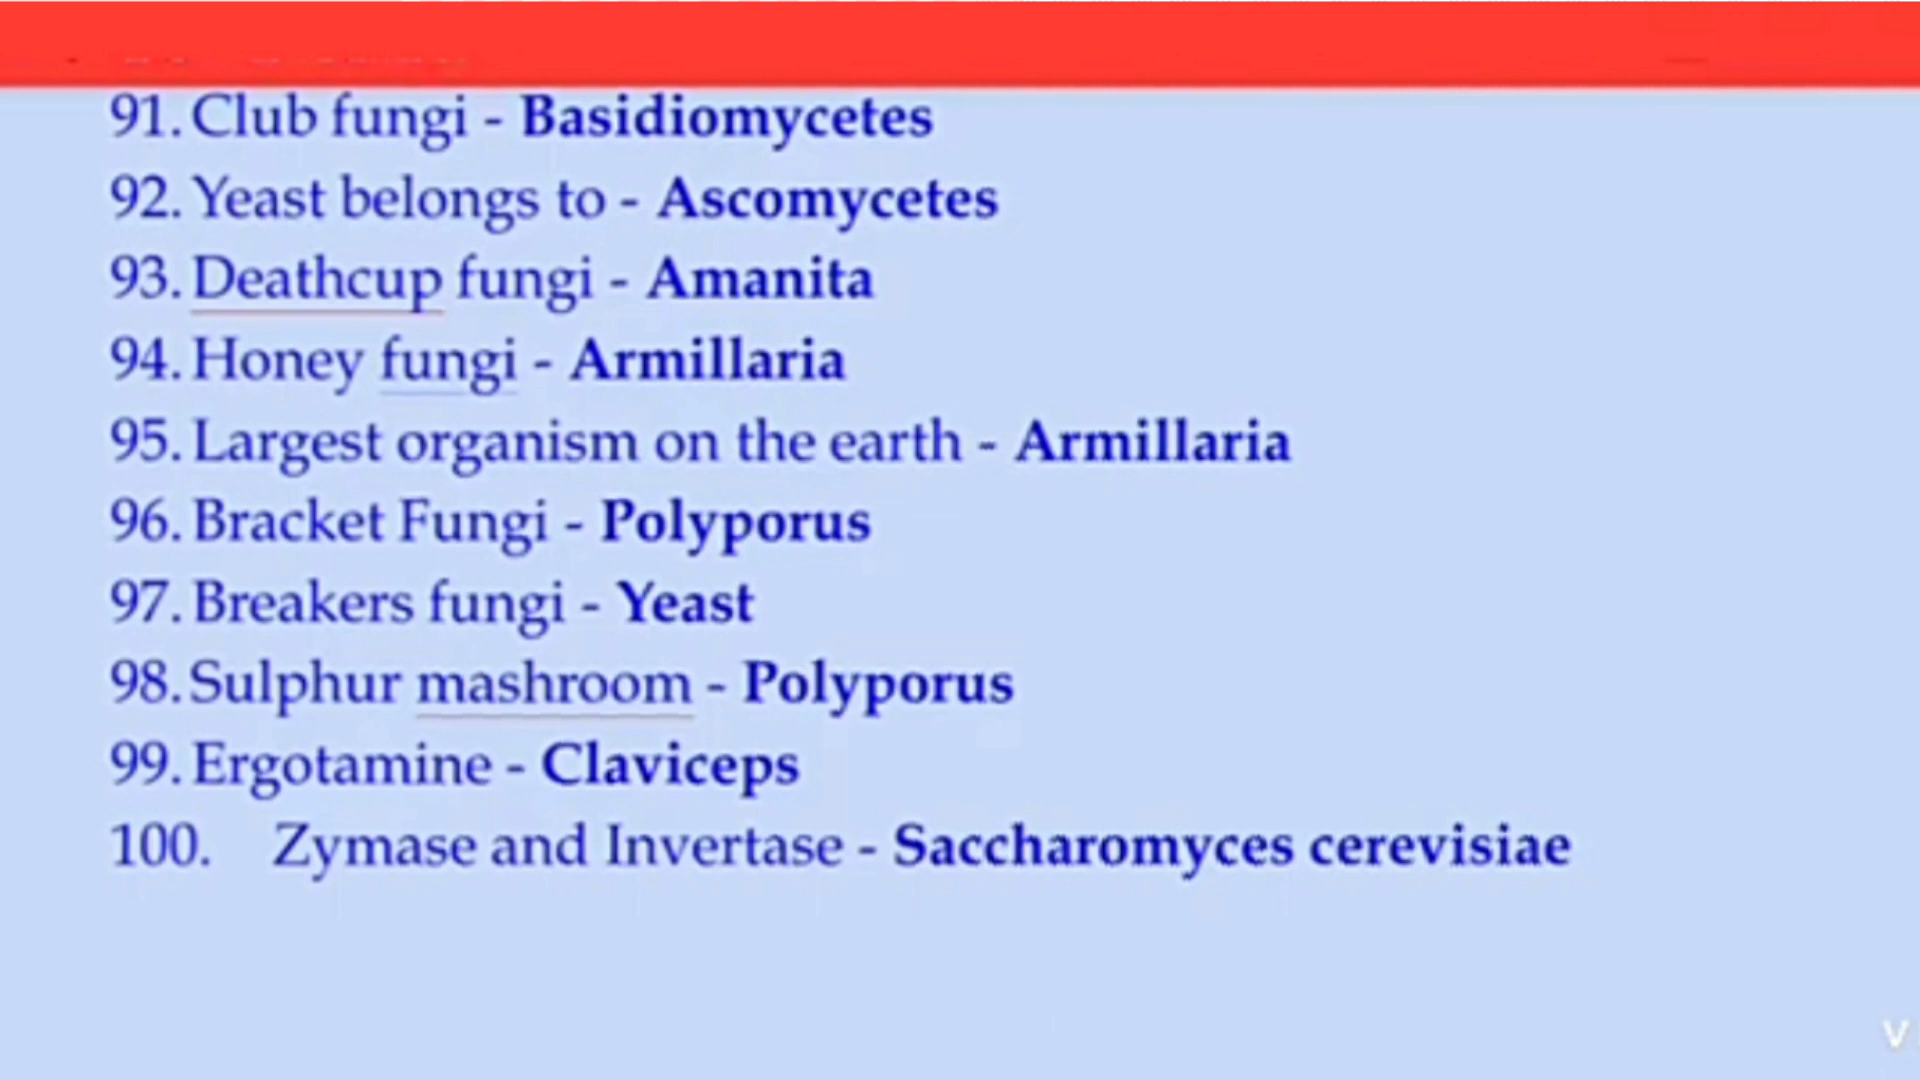 91. Club fungi - Basidiomycetes
92. Yeast belongs to - Ascomycetes
93. Deathcup fungi - Amanita
94. Honey fungi - Armillaria
95. Largest organism on the earth - Armillaria
96. Bracket Fungi - Polyporus
97. Breakers fungi - Yeast
98. Sulphur mashroom - Polyporus
99. Ergotamine - Claviceps
100. Zymase and Invertase - Saccharomyces cerevisiae
V